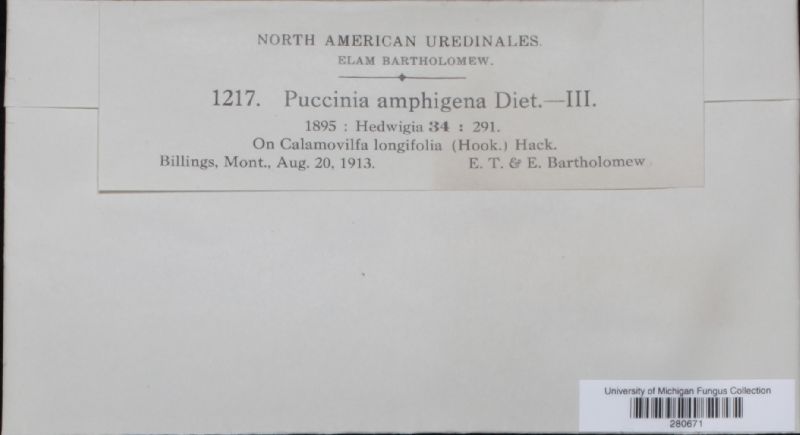 NORTH AMERICAN UREDINALES.
ELAM BARTHOLOMEW.
1217. Puccinia amphigena Diet.—III.
1895 : Hedwigia 34 : 291.
On Calamovilfa longifolia (Hook.) Hack.
Billings, Mont., Aug. 20, 1913. E. T. & E. Bartholomew
University of Michigan Fungus Collection
280671